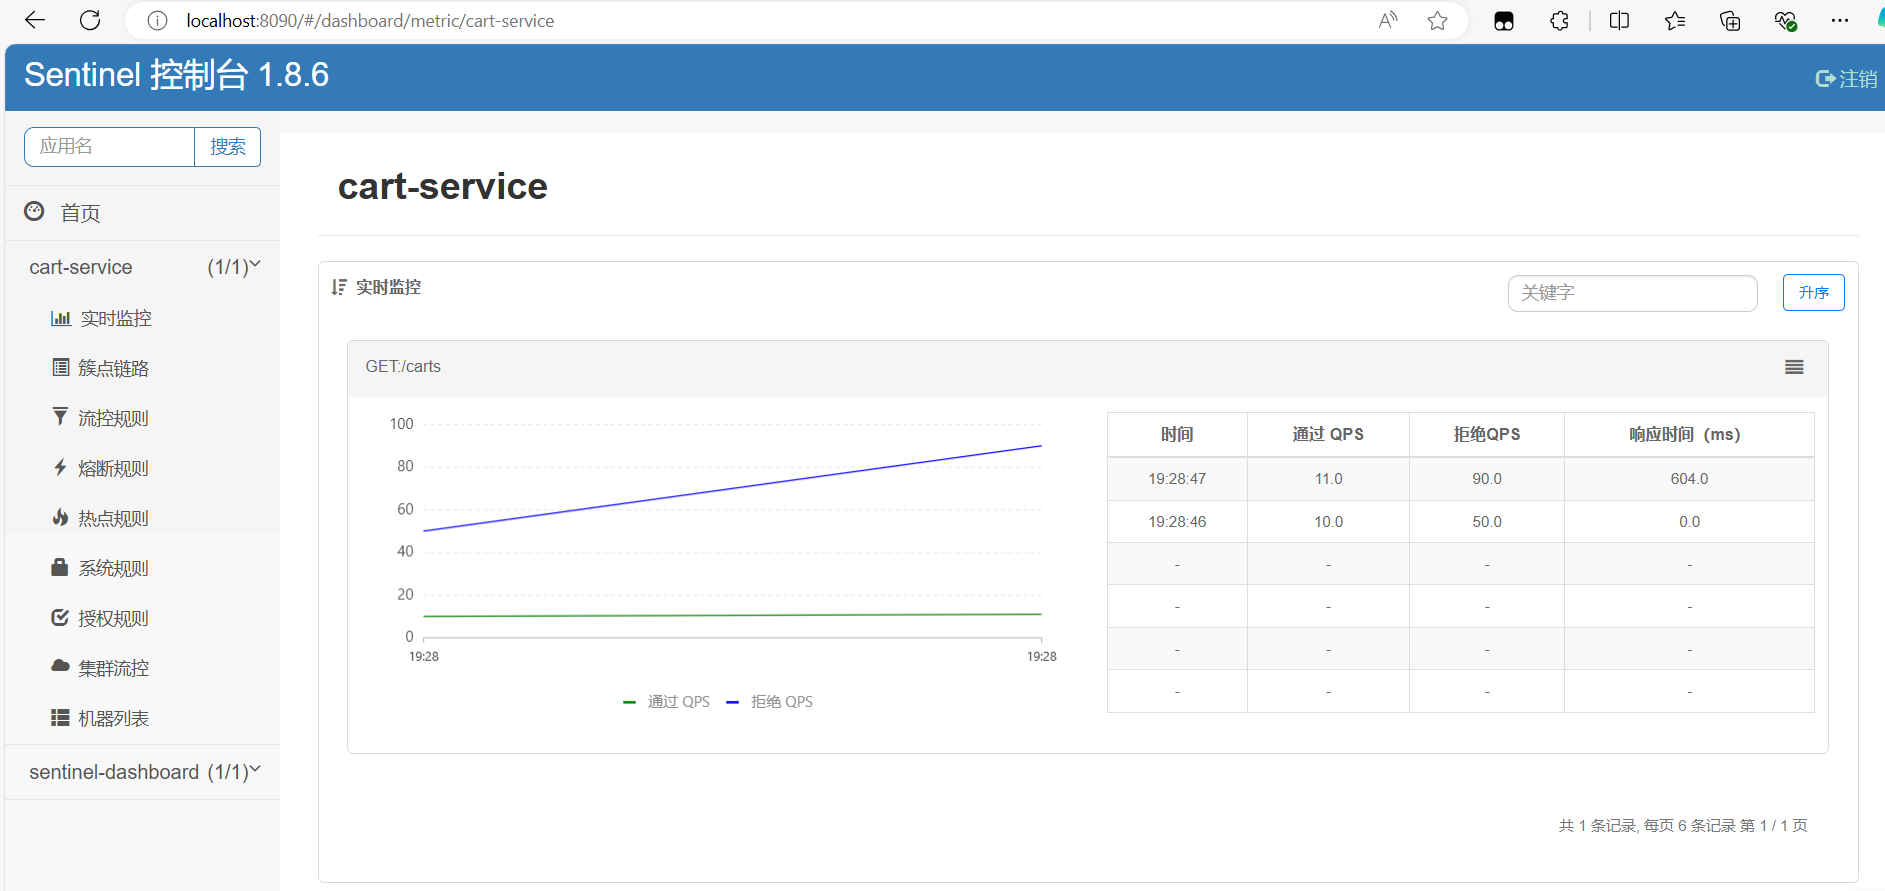 localhost:8090/#/dashboard/metric/cart-service
Sentinel 控制台 1.8.6
注销
应用名
搜索
首页
cart-service (1/1)
实时监控
簇点链路
流控规则
熔断规则
热点规则
系统规则
授权规则
集群流控
机器列表
sentinel-dashboard (1/1)
cart-service
实时监控
关键字
升序
GET:/carts
100
80
60
40
20
0
19:28
19:28
通过 QPS 拒绝 QPS
时间 通过 QPS 拒绝QPS 响应时间（ms）
19:28:47 11.0 90.0 604.0
19:28:46 10.0 50.0 0.0
- - - -
- - - -
- - - -
- - - -
共 1 条记录, 每页 6 条记录 第 1 / 1 页